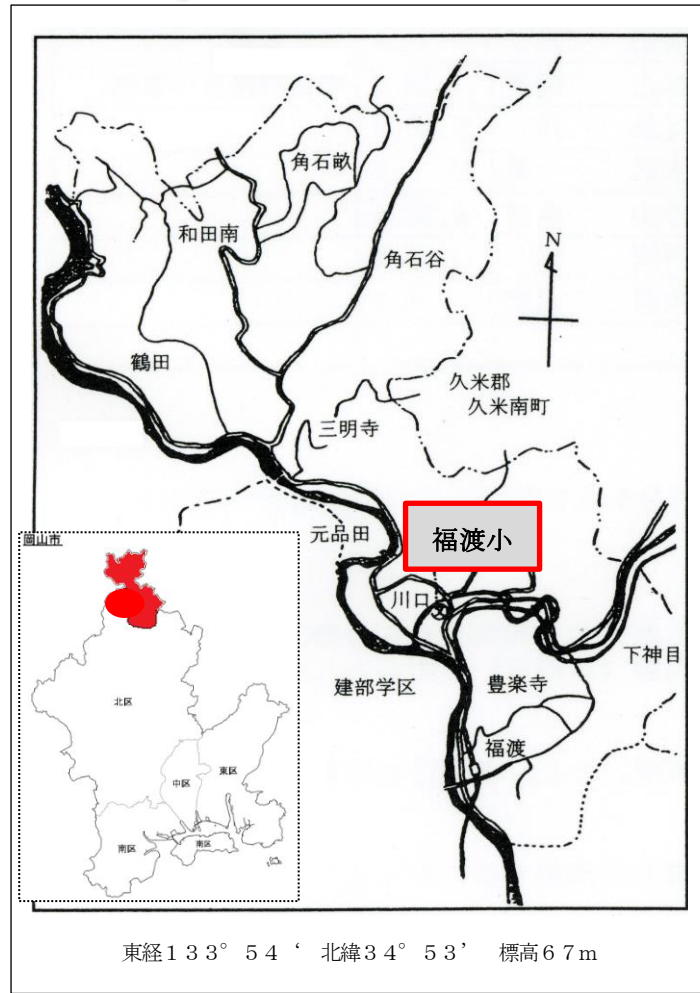 角石畝
和田南
角石谷
N
鶴田
久米郡
久米南町
三明寺
元品田
福渡小
川口
下神目
建部学区
豊楽寺
福渡
岡山市
北区
中区
東区
南区
南区
東経133°54‘ 北緯34°53’ 標高67m